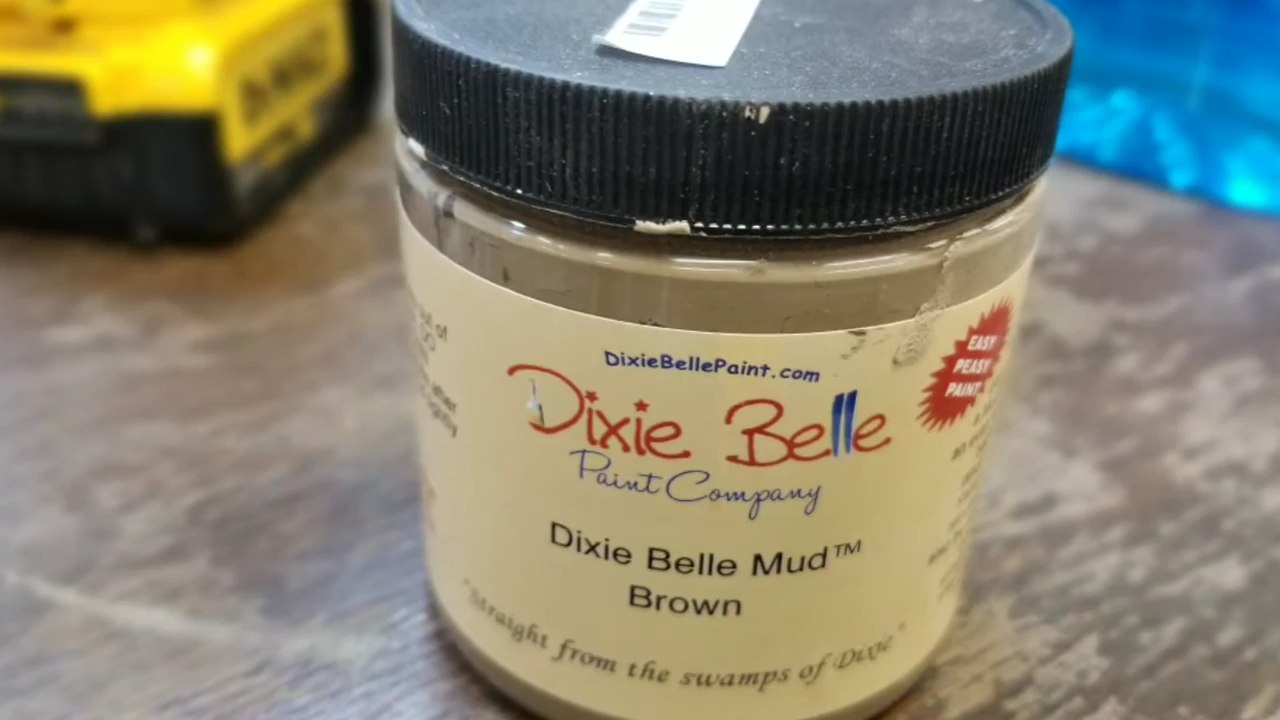 DixieBellePaint.com
Dixie Belle
Paint Company
Dixie Belle Mud™
Brown
"Straight from the swamps of Dixie"
EASY
PEASY
PAINT